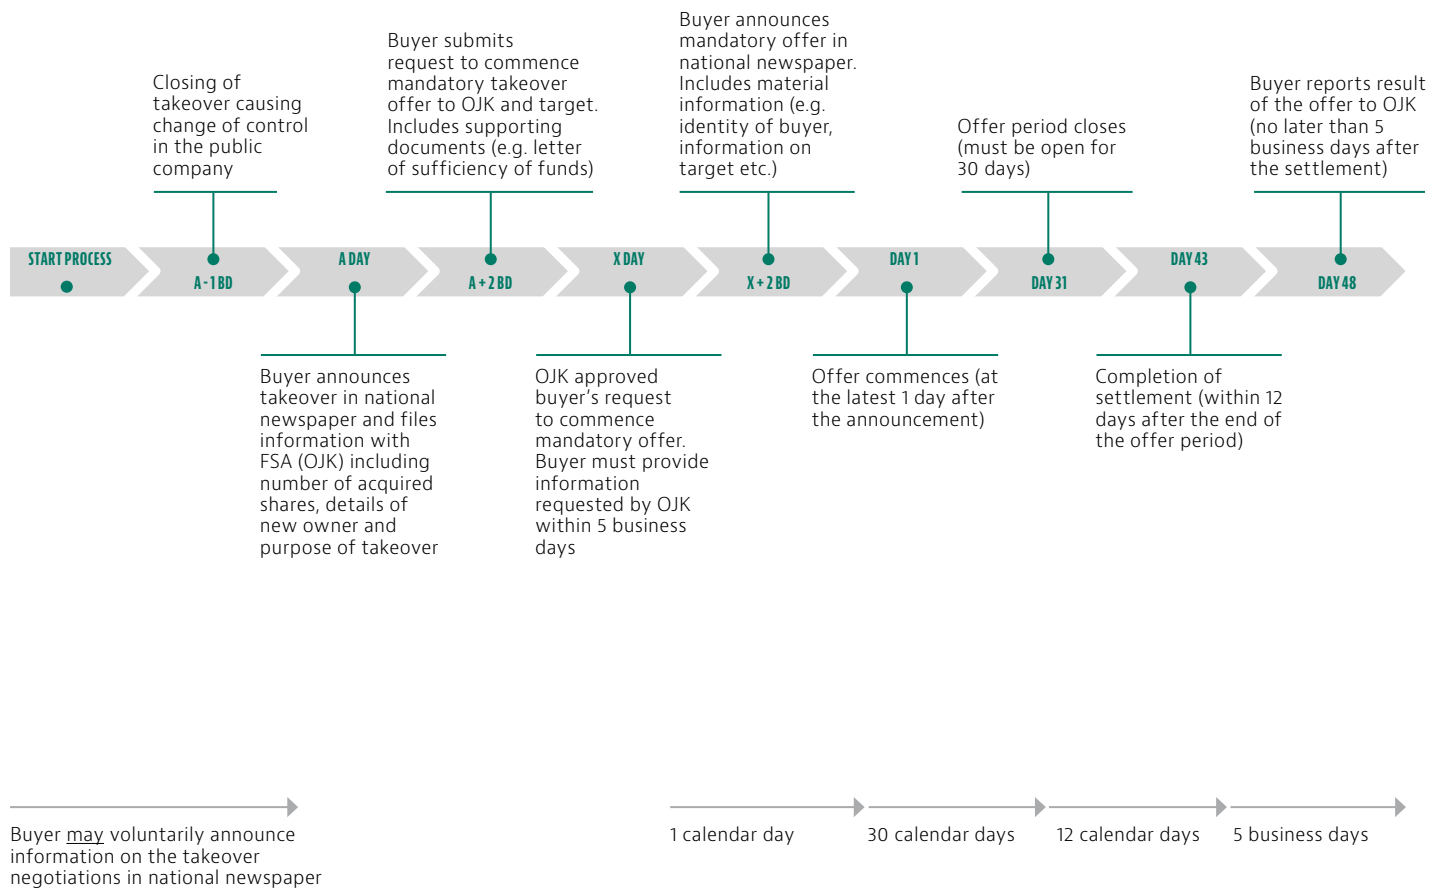 Closing of
takeover causing
change of control
in the public
company
Buyer submits
request to commence
mandatory takeover
offer to OJK and target.
Includes supporting
documents (e.g. letter
of sufficiency of funds)
Buyer announces
mandatory offer in
national newspaper.
Includes material
information (e.g.
identity of buyer,
information on
target etc.)
Offer period closes
(must be open for
30 days)
Buyer reports result
of the offer to OJK
(no later than 5
business days after
the settlement)
START PROCESS
A - 1 BD
A DAY
A + 2 BD
X DAY
X + 2 BD
DAY 1
DAY 31
DAY 43
DAY 48
Buyer announces
takeover in national
newspaper and files
information with
FSA (OJK) including
number of acquired
shares, details of
new owner and
purpose of takeover
OJK approved
buyer's request
to commence
mandatory offer.
Buyer must provide
information
requested by OJK
within 5 business
days
Offer commences (at
the latest 1 day after
the announcement)
Completion of
settlement (within 12
days after the end of
the offer period)
Buyer may voluntarily announce
information on the takeover
negotiations in national newspaper
1 calendar day
30 calendar days
12 calendar days
5 business days